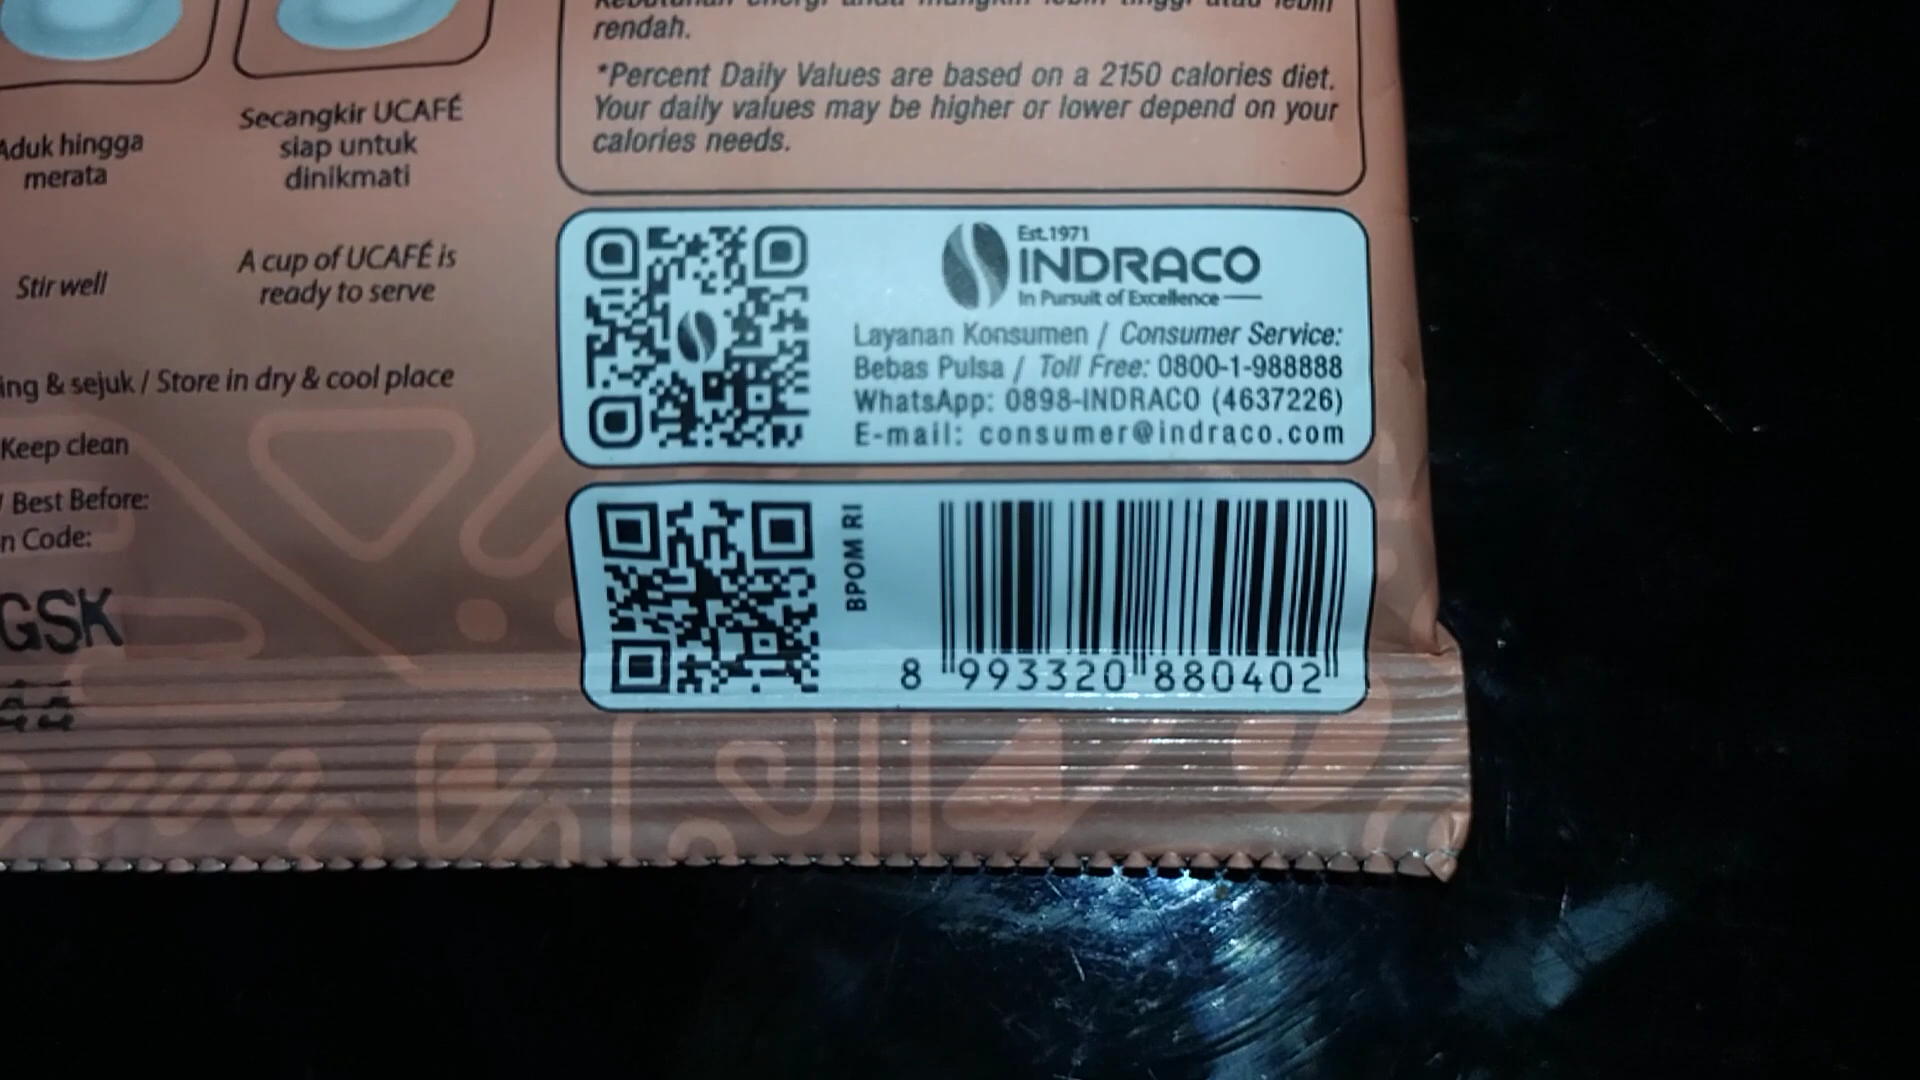 rendah.
*Percent Daily Values are based on a 2150 calories diet.
Your daily values may be higher or lower depend on your
calories needs.
Aduk hingga
merata
Secangkir UCAFÉ
siap untuk
dinikmati
Stir well
A cup of UCAFÉ is
ready to serve
& sejuk / Store in dry & cool place
Keep clean
/ Best Before:
Code:
GSK
Est.1971
INDRACO
In Pursuit of Excellence
Layanan Konsumen / Consumer Service:
Bebas Pulsa / Toll Free: 0800-1-988888
WhatsApp: 0898-INDRACO (4637226)
E-mail: consumer@indraco.com
BPOM RI
8 993320 880402